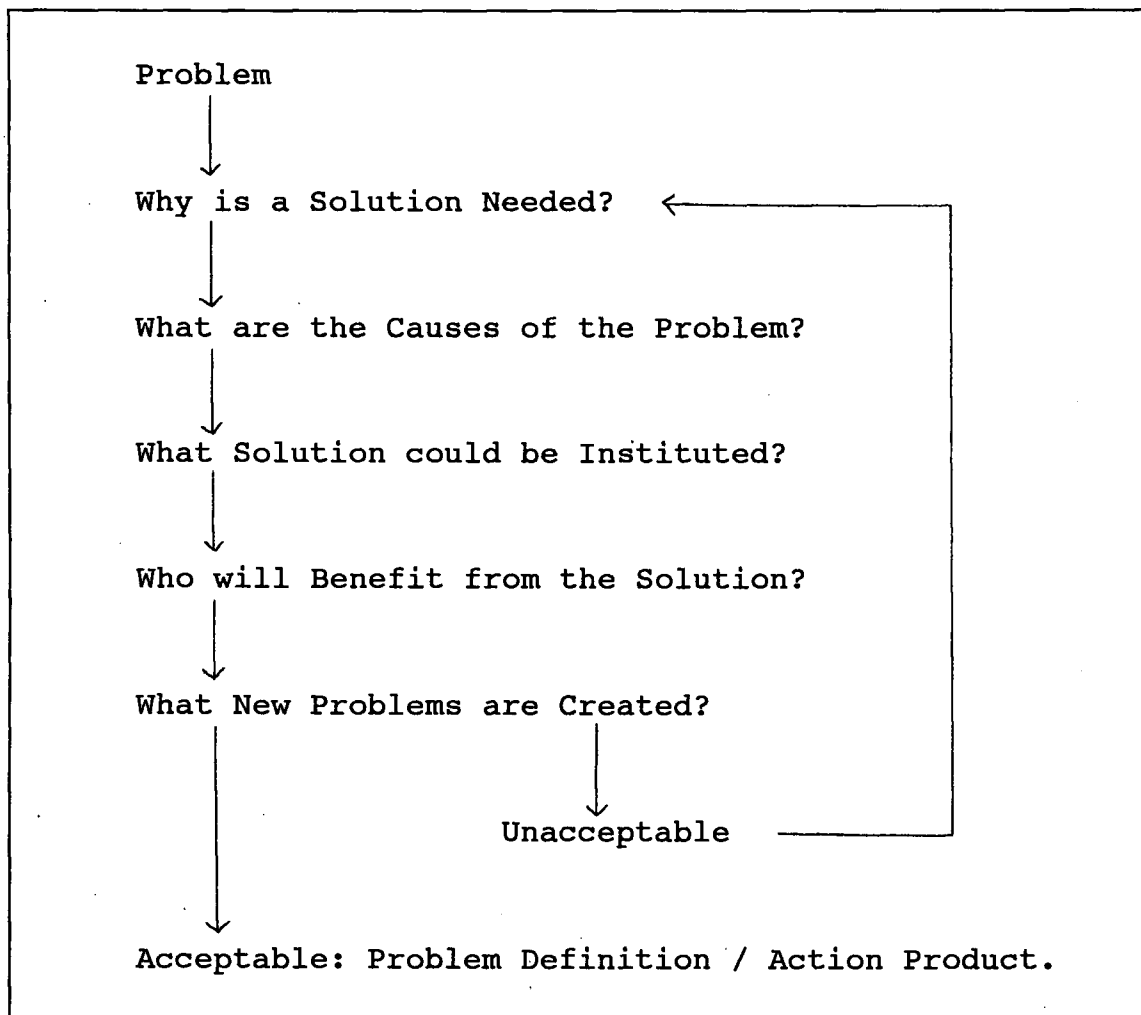 Problem
Why is a Solution Needed?
What are the Causes of the Problem?
What Solution could be Instituted?
Who will Benefit from the Solution?
What New Problems are Created?
Unacceptable
Acceptable: Problem Definition / Action Product.